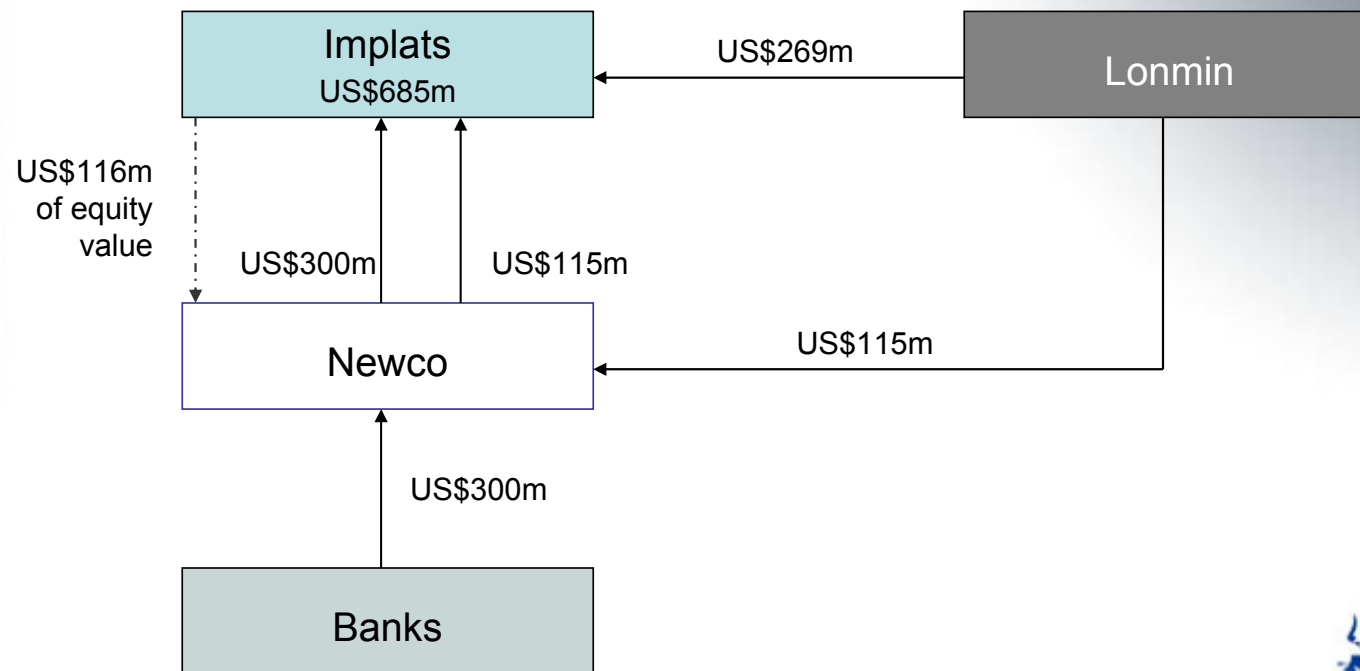 Implats
US$685m
US$269m
Lonmin
US$116m
of equity
value
US$300m
US$115m
Newco
US$115m
US$300m
Banks